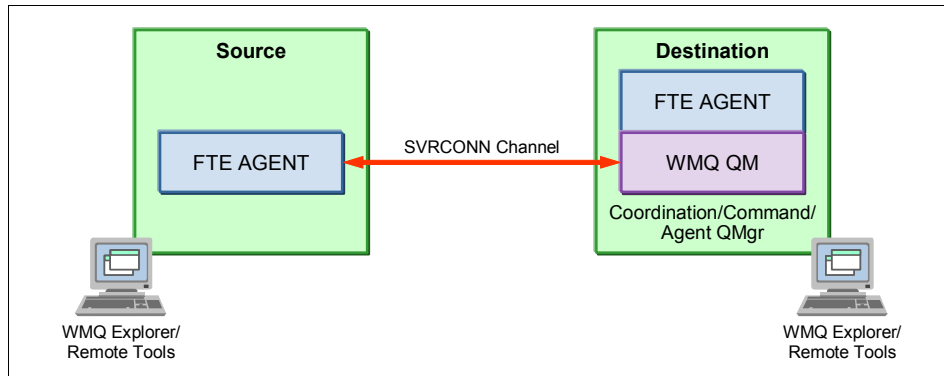 Source
Destination
FTE AGENT
SVRCONN Channel
FTE AGENT
WMQ QM
Coordination/Command/
Agent QMgr
WMQ Explorer/
Remote Tools
WMQ Explorer/
Remote Tools